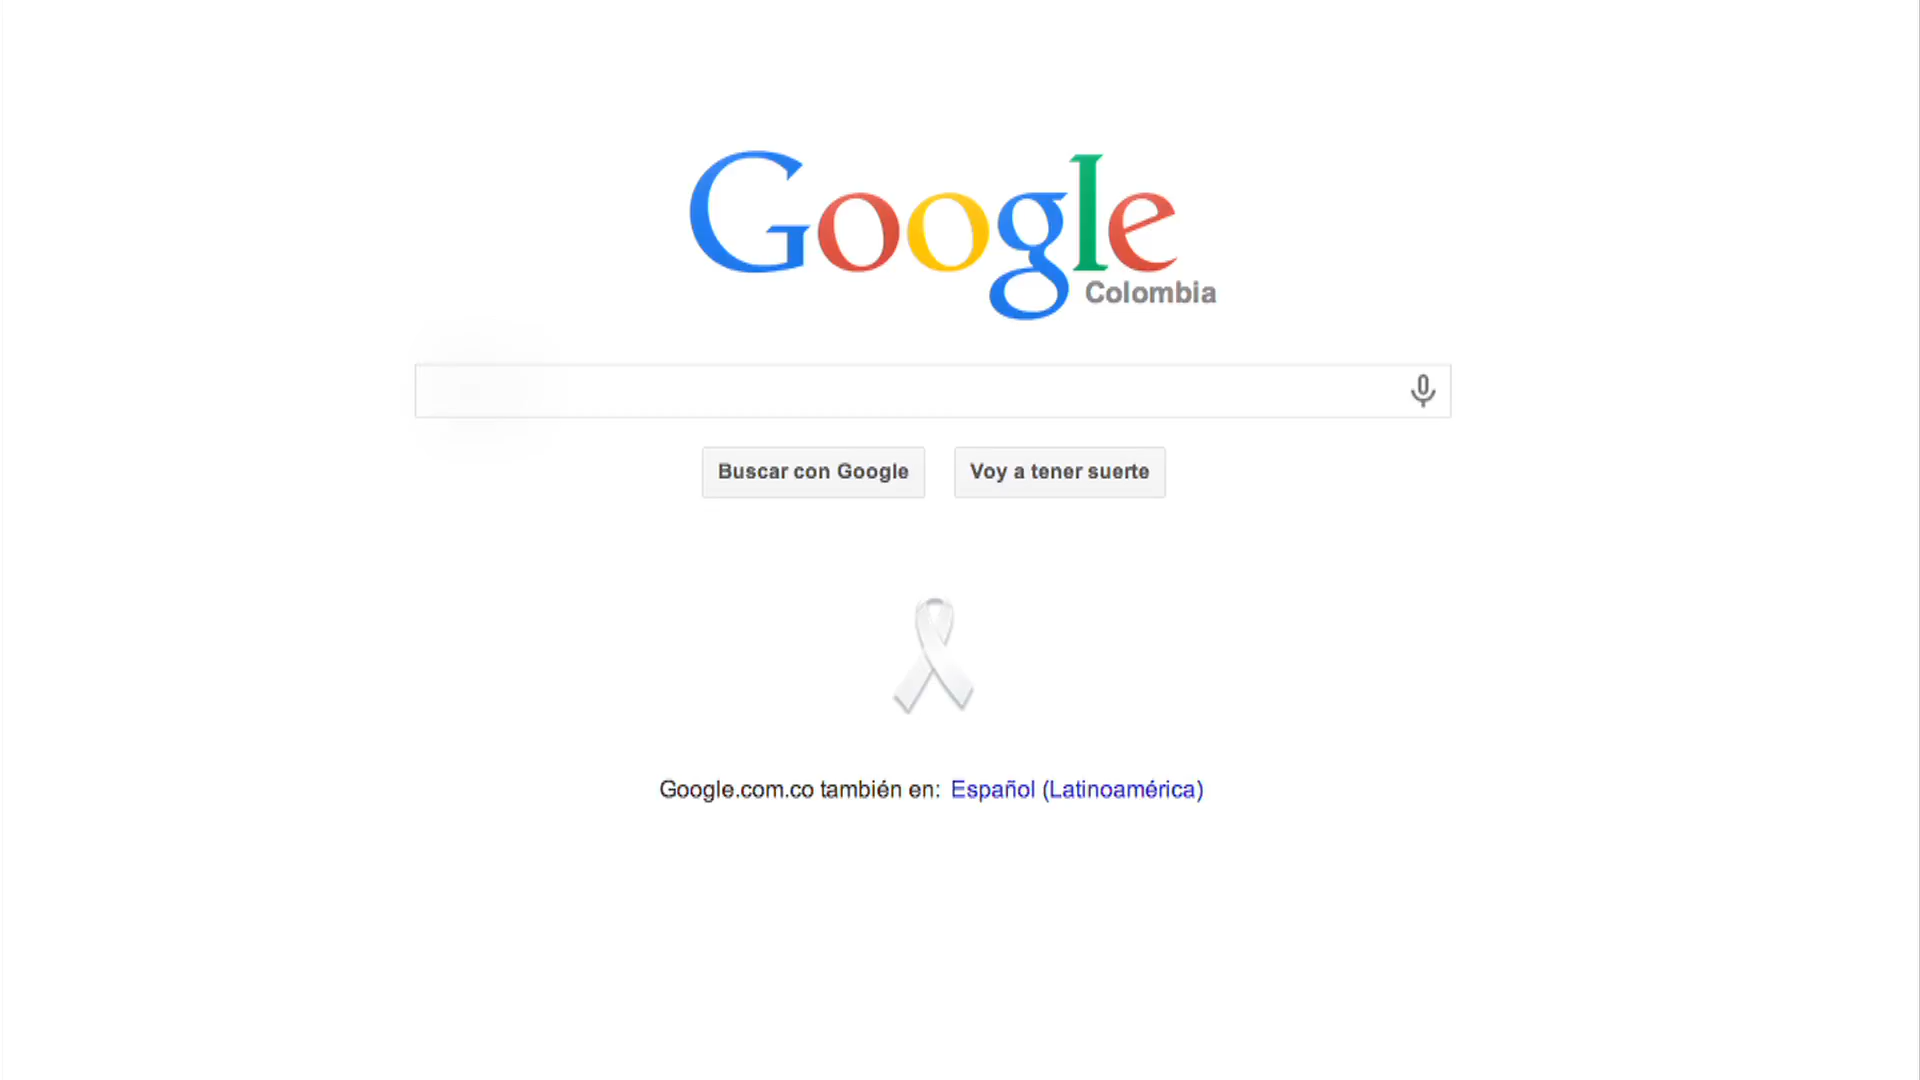 Google
Colombia
Buscar con Google
Voy a tener suerte
Google.com.co también en: Español (Latinoamérica)